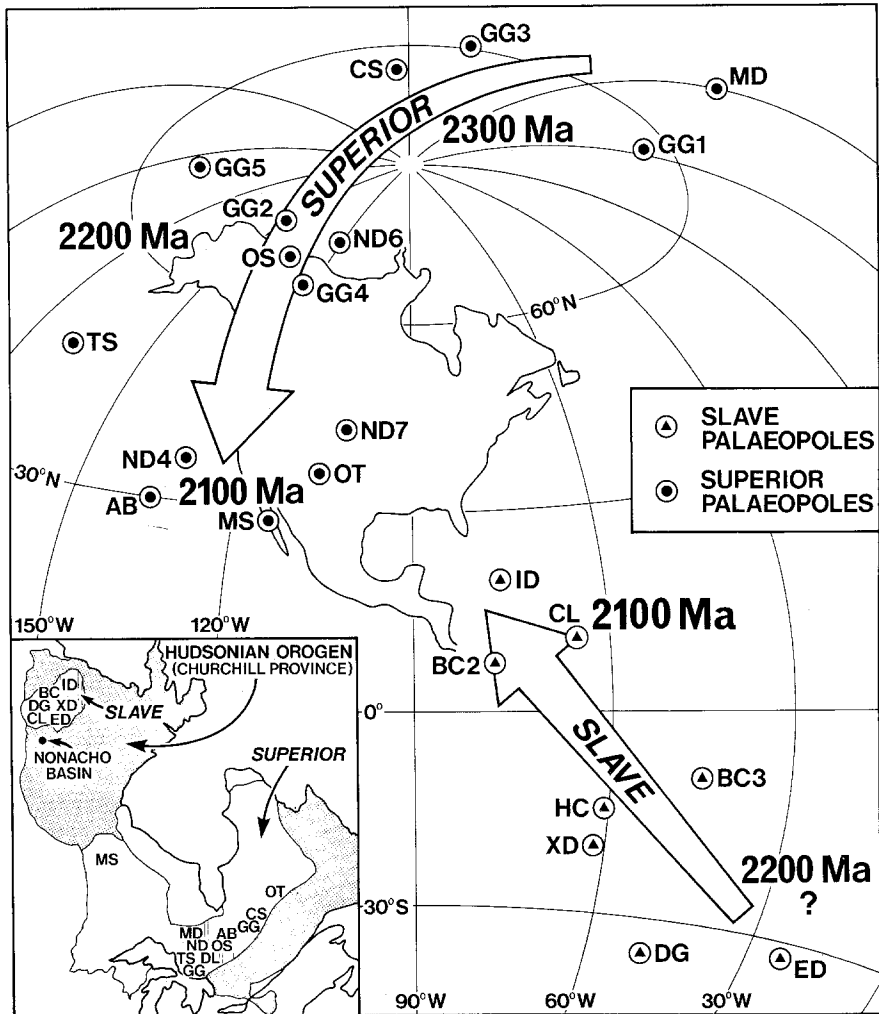 GG3
CS
MD
SUPERIOR
2300 Ma
GG1
GG5
GG2
2200 Ma
ND6
OS
GG4
60°N
TS
SLAVE
PALAEOPOLES
SUPERIOR
PALAEOPOLES
ND7
ND4
30°N
OT
2100 Ma
AB
MS
ID
CL
2100 Ma
BC2
150°W
120°W
0°
SLAVE
BC3
HC
XD
2200 Ma
?
30°S
DG
ED
90°W
60°W
30°W
HUDSONIAN OROGEN
(CHURCHILL PROVINCE)
BC ID
DG XD
CL ED
SLAVE
NONACHO
BASIN
SUPERIOR
MS
OT
CS
GG
MD AB
ND OS
TS DL
GG